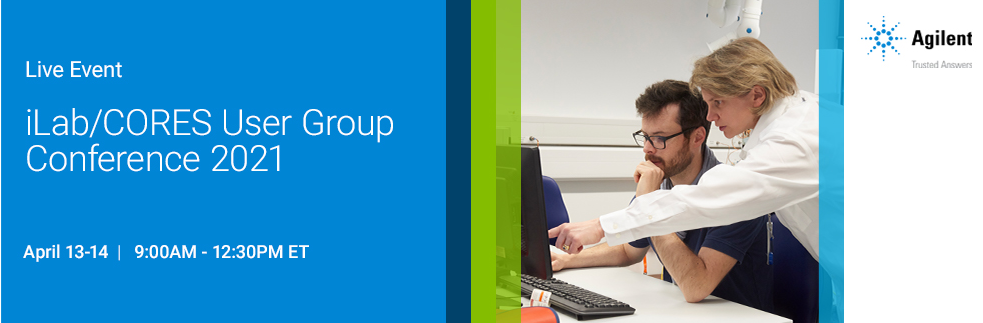 Live Event
iLab/CORES User Group
Conference 2021
April 13-14 | 9:00AM - 12:30PM ET
Agilent
Trusted Answers